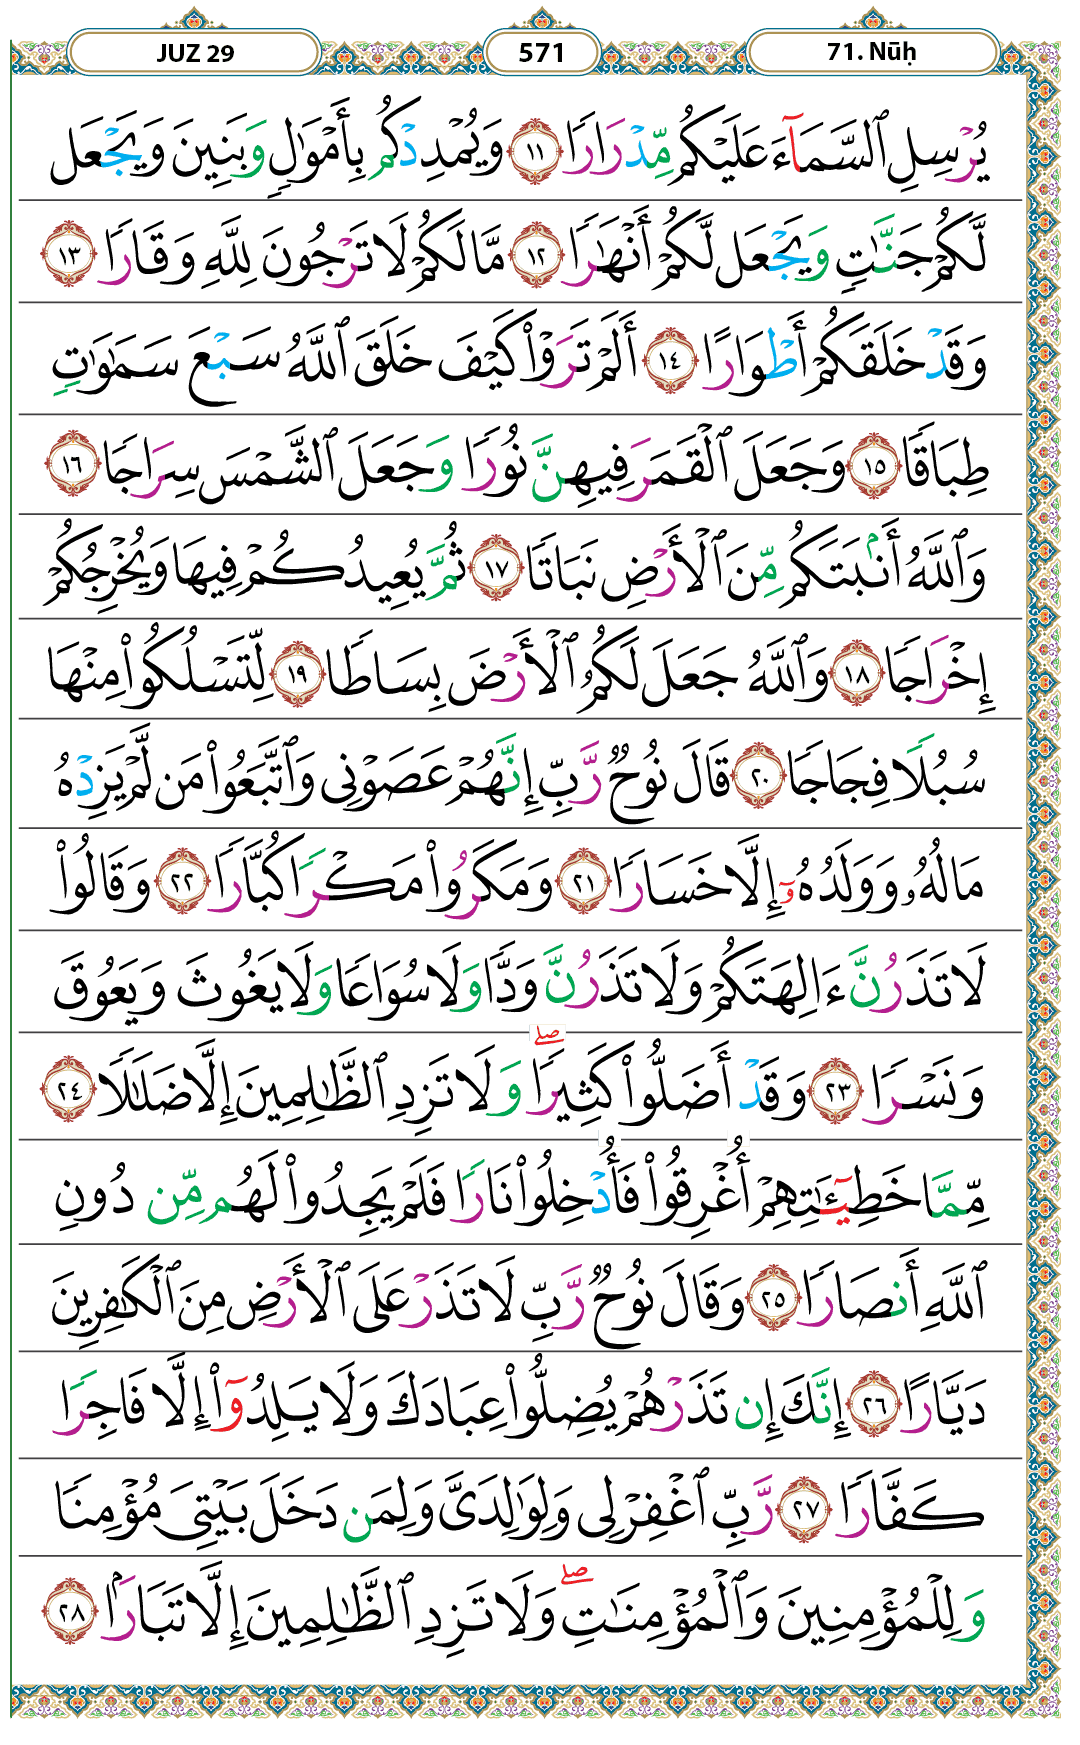 JUZ 29
571
71. Nūḥ
يُرْسِلِ ٱلسَّمَآءَ عَلَيْكُم مِّدْرَارًا ١١ وَيُمْدِدْكُم بِأَمْوَٰلٍ وَبَنِينَ وَيَجْعَل
لَّكُمْ جَنَّٰتٍ وَيَجْعَل لَّكُمْ أَنْهَٰرًا ١٢ مَّا لَكُمْ لَا تَرْجُونَ لِلَّهِ وَقَارًا ١٣
وَقَدْ خَلَقَكُمْ أَطْوَارًا ١٤ أَلَمْ تَرَوْا۟ كَيْفَ خَلَقَ ٱللَّهُ سَبْعَ سَمَٰوَٰتٍ
طِبَاقًا ١٥ وَجَعَلَ ٱلْقَمَرَ فِيهِنَّ نُورًا وَجَعَلَ ٱلشَّمْسَ سِرَاجًا ١٦
وَٱللَّهُ أَنۢبَتَكُم مِّنَ ٱلْأَرْضِ نَبَاتًا ١٧ ثُمَّ يُعِيدُكُمْ فِيهَا وَيُخْرِجُكُمْ
إِخْرَاجًا ١٨ وَٱللَّهُ جَعَلَ لَكُمُ ٱلْأَرْضَ بِسَاطًا ١٩ لِّتَسْلُكُوا۟ مِنْهَا
سُبُلًا فِجَاجًا ٢٠ قَالَ نُوحٌ رَّبِّ إِنَّهُمْ عَصَوْنِى وَٱتَّبَعُوا۟ مَن لَّمْ يَزِدْهُ
مَالُهُۥ وَوَلَدُهُۥٓ إِلَّا خَسَارًا ٢١ وَمَكَرُوا۟ مَكْرًا كُبَّارًا ٢٢ وَقَالُوا۟
لَا تَذَرُنَّ ءَالِهَتَكُمْ وَلَا تَذَرُنَّ وَدًّا وَلَا سُوَاعًا وَلَا يَغُوثَ وَيَعُوقَ
وَنَسْرًا ٢٣ وَقَدْ أَضَلُّوا۟ كَثِيرًا ۖ وَلَا تَزِدِ ٱلظَّٰلِمِينَ إِلَّا ضَلَٰلًا ٢٤
مِّمَّا خَطِيٓـَٰٔتِهِمْ أُغْرِقُوا۟ فَأُدْخِلُوا۟ نَارًا فَلَمْ يَجِدُوا۟ لَهُم مِّن دُونِ
ٱللَّهِ أَنصَارًا ٢٥ وَقَالَ نُوحٌ رَّبِّ لَا تَذَرْ عَلَى ٱلْأَرْضِ مِنَ ٱلْكَٰفِرِينَ
دَيَّارًا ٢٦ إِنَّكَ إِن تَذَرْهُمْ يُضِلُّوا۟ عِبَادَكَ وَلَا يَلِدُوٓا۟ إِلَّا فَاجِرًا
كَفَّارًا ٢٧ رَّبِّ ٱغْفِرْ لِى وَلِوَٰلِدَىَّ وَلِمَن دَخَلَ بَيْتِىَ مُؤْمِنًا
وَلِلْمُؤْمِنِينَ وَٱلْمُؤْمِنَٰتِ ۖ وَلَا تَزِدِ ٱلظَّٰلِمِينَ إِلَّا تَبَارًۢا ٢٨